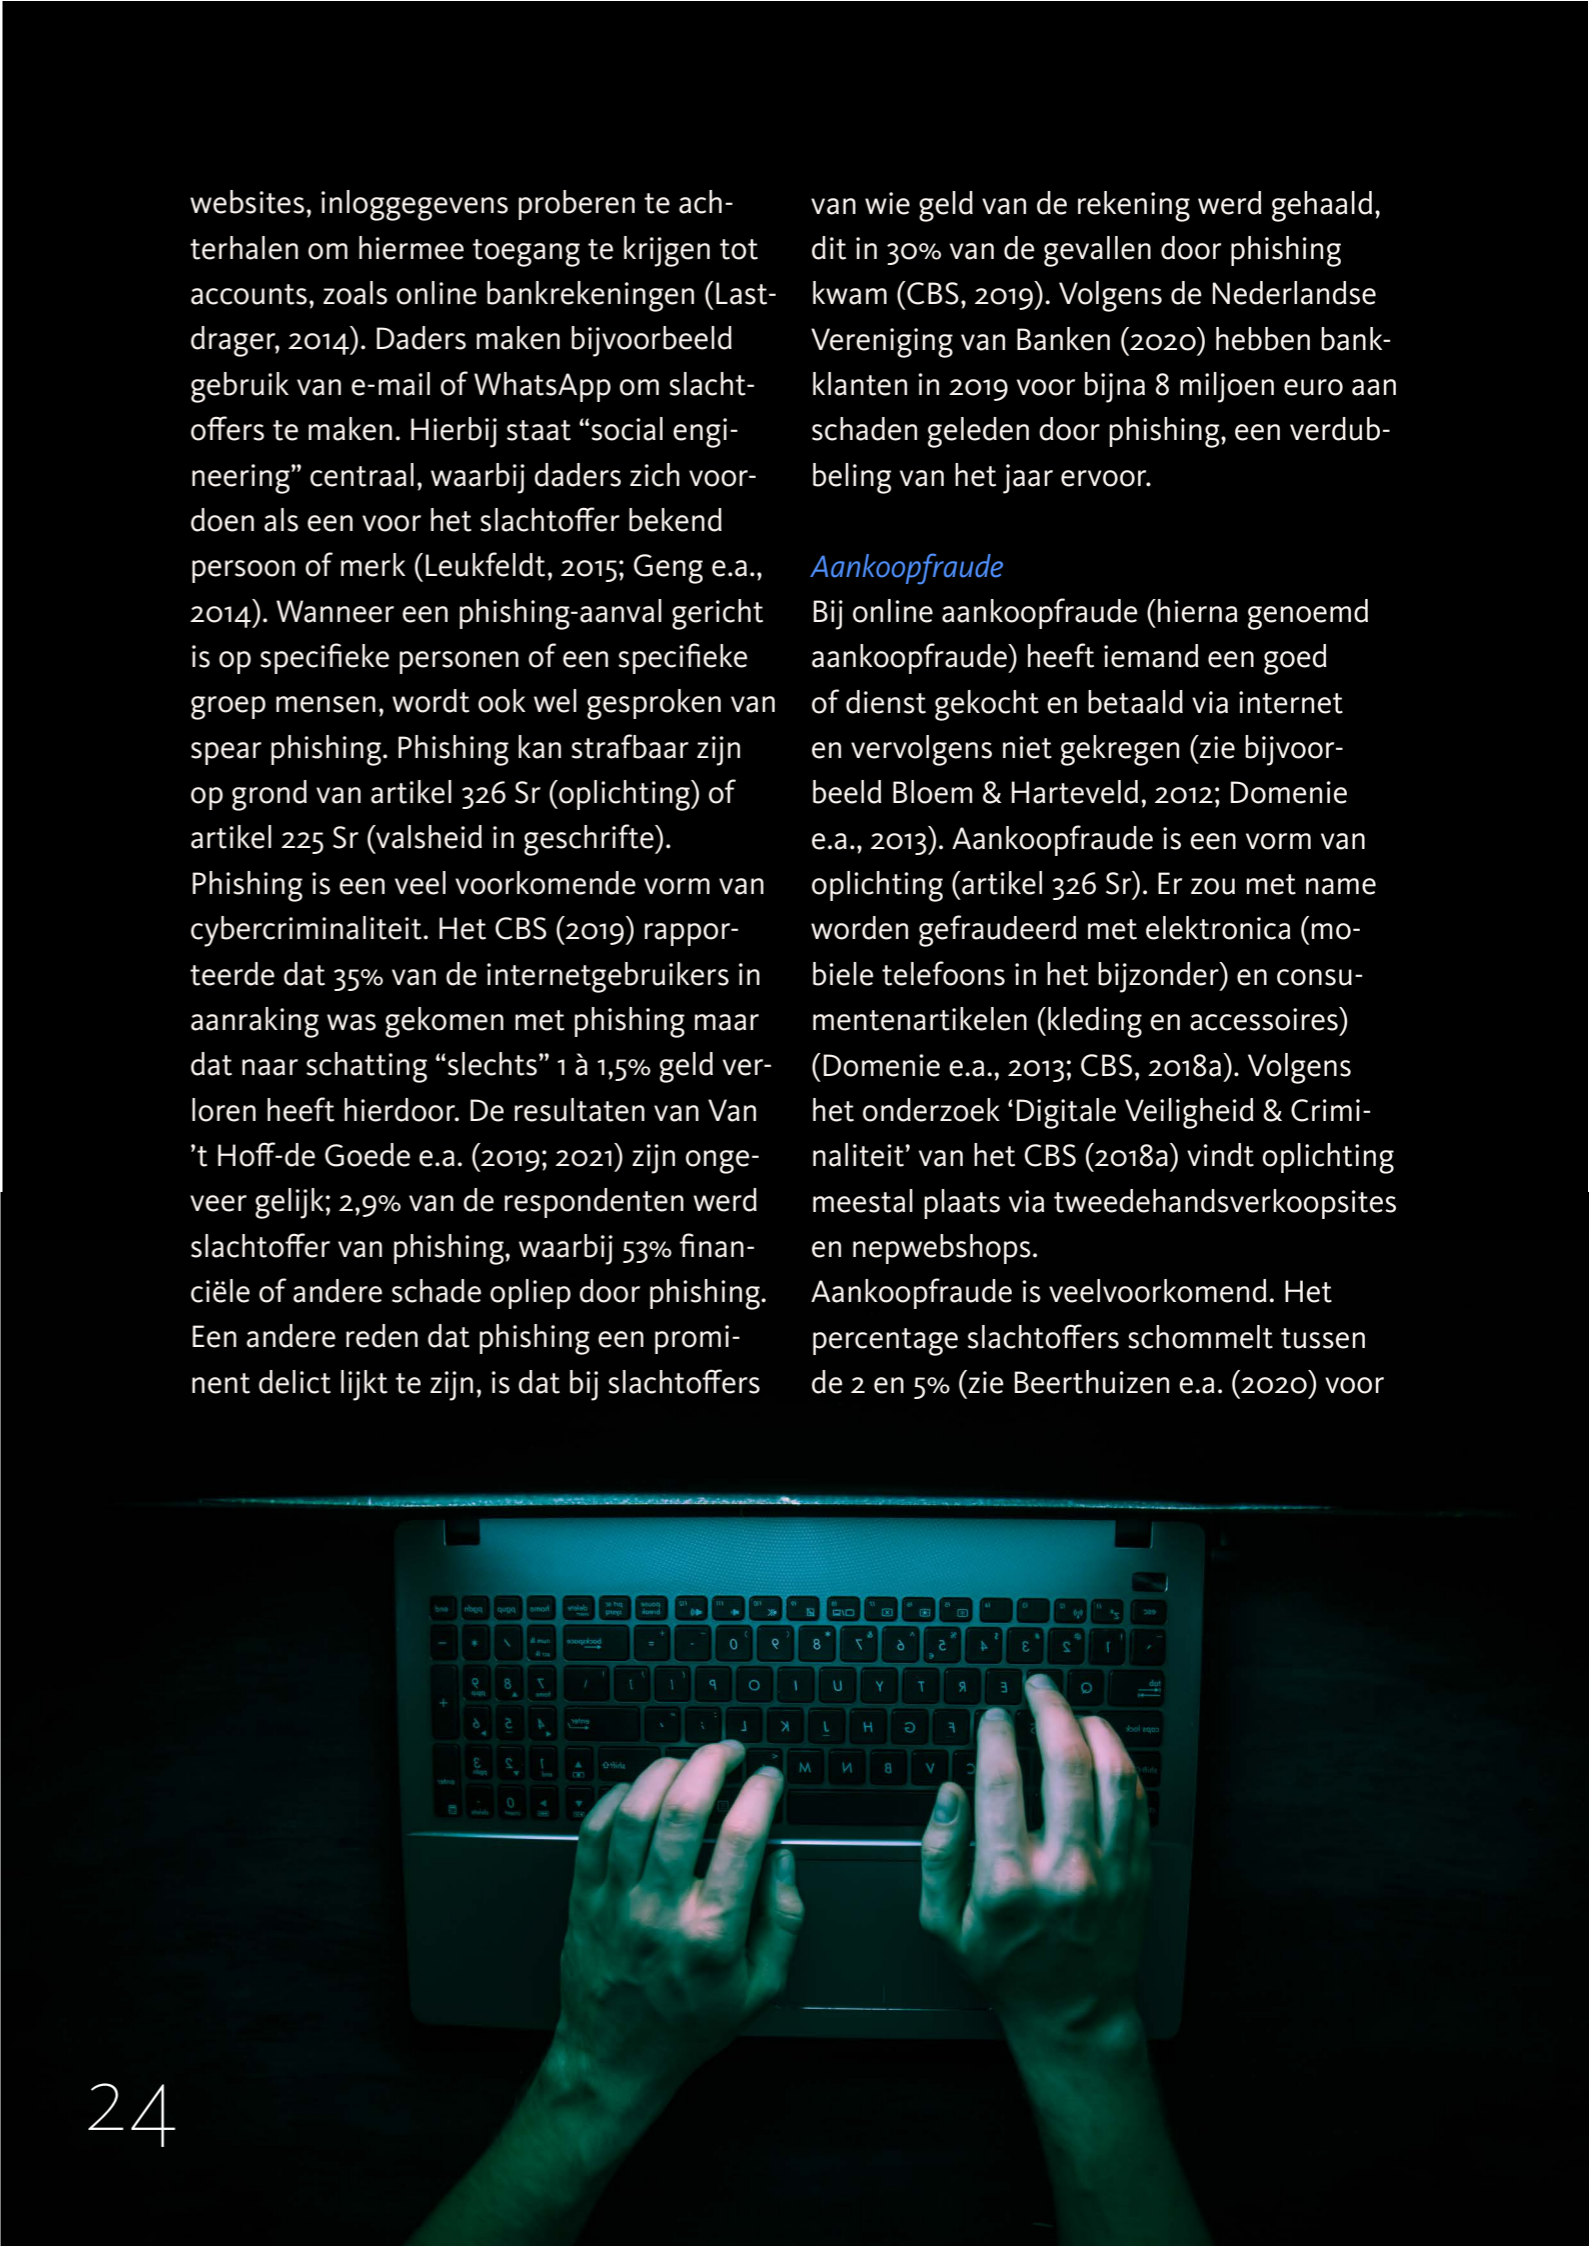 websites, inloggegevens proberen te ach-
terhalen om hiermee toegang te krijgen tot
accounts, zoals online bankrekeningen (Last-
drager, 2014). Daders maken bijvoorbeeld
gebruik van e-mail of WhatsApp om slacht-
offers te maken. Hierbij staat “social engi-
neering” centraal, waarbij daders zich voor-
doen als een voor het slachtoffer bekend
persoon of merk (Leukfeldt, 2015; Geng e.a.,
2014). Wanneer een phishing-aanval gericht
is op specifieke personen of een specifieke
groep mensen, wordt ook wel gesproken van
spear phishing. Phishing kan strafbaar zijn
op grond van artikel 326 Sr (oplichting) of
artikel 225 Sr (valsheid in geschrifte).
Phishing is een veel voorkomende vorm van
cybercriminaliteit. Het CBS (2019) rappor-
teerde dat 35% van de internetgebruikers in
aanraking was gekomen met phishing maar
dat naar schatting “slechts” 1 à 1,5% geld ver-
loren heeft hierdoor. De resultaten van Van
’t Hoff-de Goede e.a. (2019; 2021) zijn onge-
veer gelijk; 2,9% van de respondenten werd
slachtoffer van phishing, waarbij 53% finan-
ciële of andere schade opliep door phishing.
Een andere reden dat phishing een promi-
nent delict lijkt te zijn, is dat bij slachtoffers
van wie geld van de rekening werd gehaald,
dit in 30% van de gevallen door phishing
kwam (CBS, 2019). Volgens de Nederlandse
Vereniging van Banken (2020) hebben bank-
klanten in 2019 voor bijna 8 miljoen euro aan
schaden geleden door phishing, een verdub-
beling van het jaar ervoor.
Aankoopfraude
Bij online aankoopfraude (hierna genoemd
aankoopfraude) heeft iemand een goed
of dienst gekocht en betaald via internet
en vervolgens niet gekregen (zie bijvoor-
beeld Bloem & Harteveld, 2012; Domenie
e.a., 2013). Aankoopfraude is een vorm van
oplichting (artikel 326 Sr). Er zou met name
worden gefraudeerd met elektronica (mo-
biele telefoons in het bijzonder) en consu-
mentenartikelen (kleding en accessoires)
(Domenie e.a., 2013; CBS, 2018a). Volgens
het onderzoek ‘Digitale Veiligheid & Crimi-
naliteit’ van het CBS (2018a) vindt oplichting
meestal plaats via tweedehandsverkoopsites
en nepwebshops.
Aankoopfraude is veelvoorkomend. Het
percentage slachtoffers schommelt tussen
de 2 en 5% (zie Beerthuizen e.a. (2020) voor
24